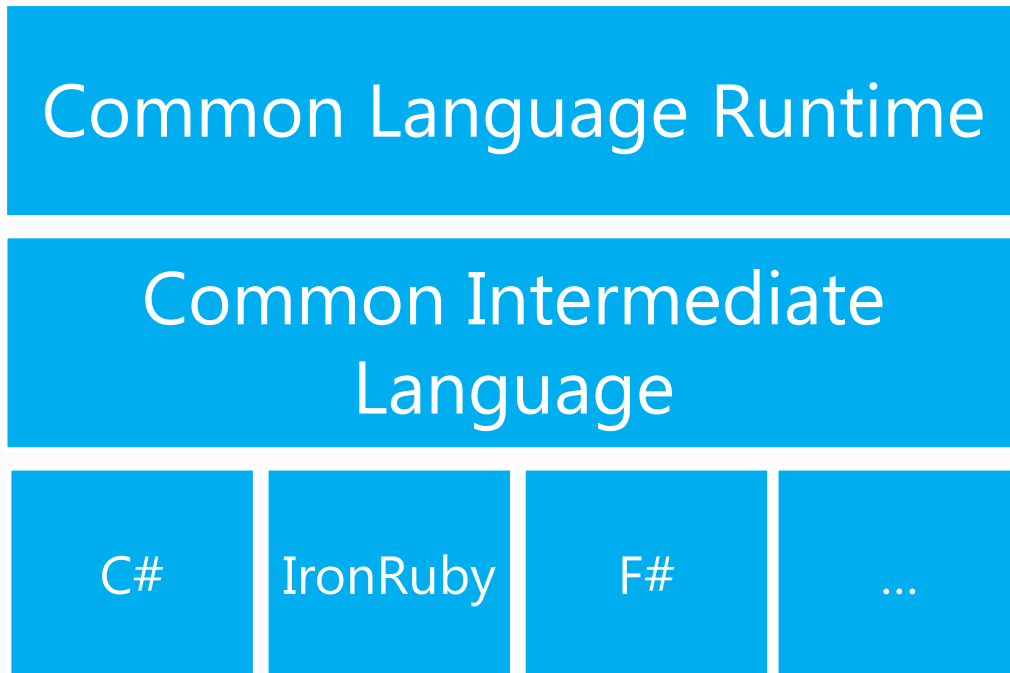 Common Language Runtime
Common Intermediate
Language
C#
IronRuby
F#
...